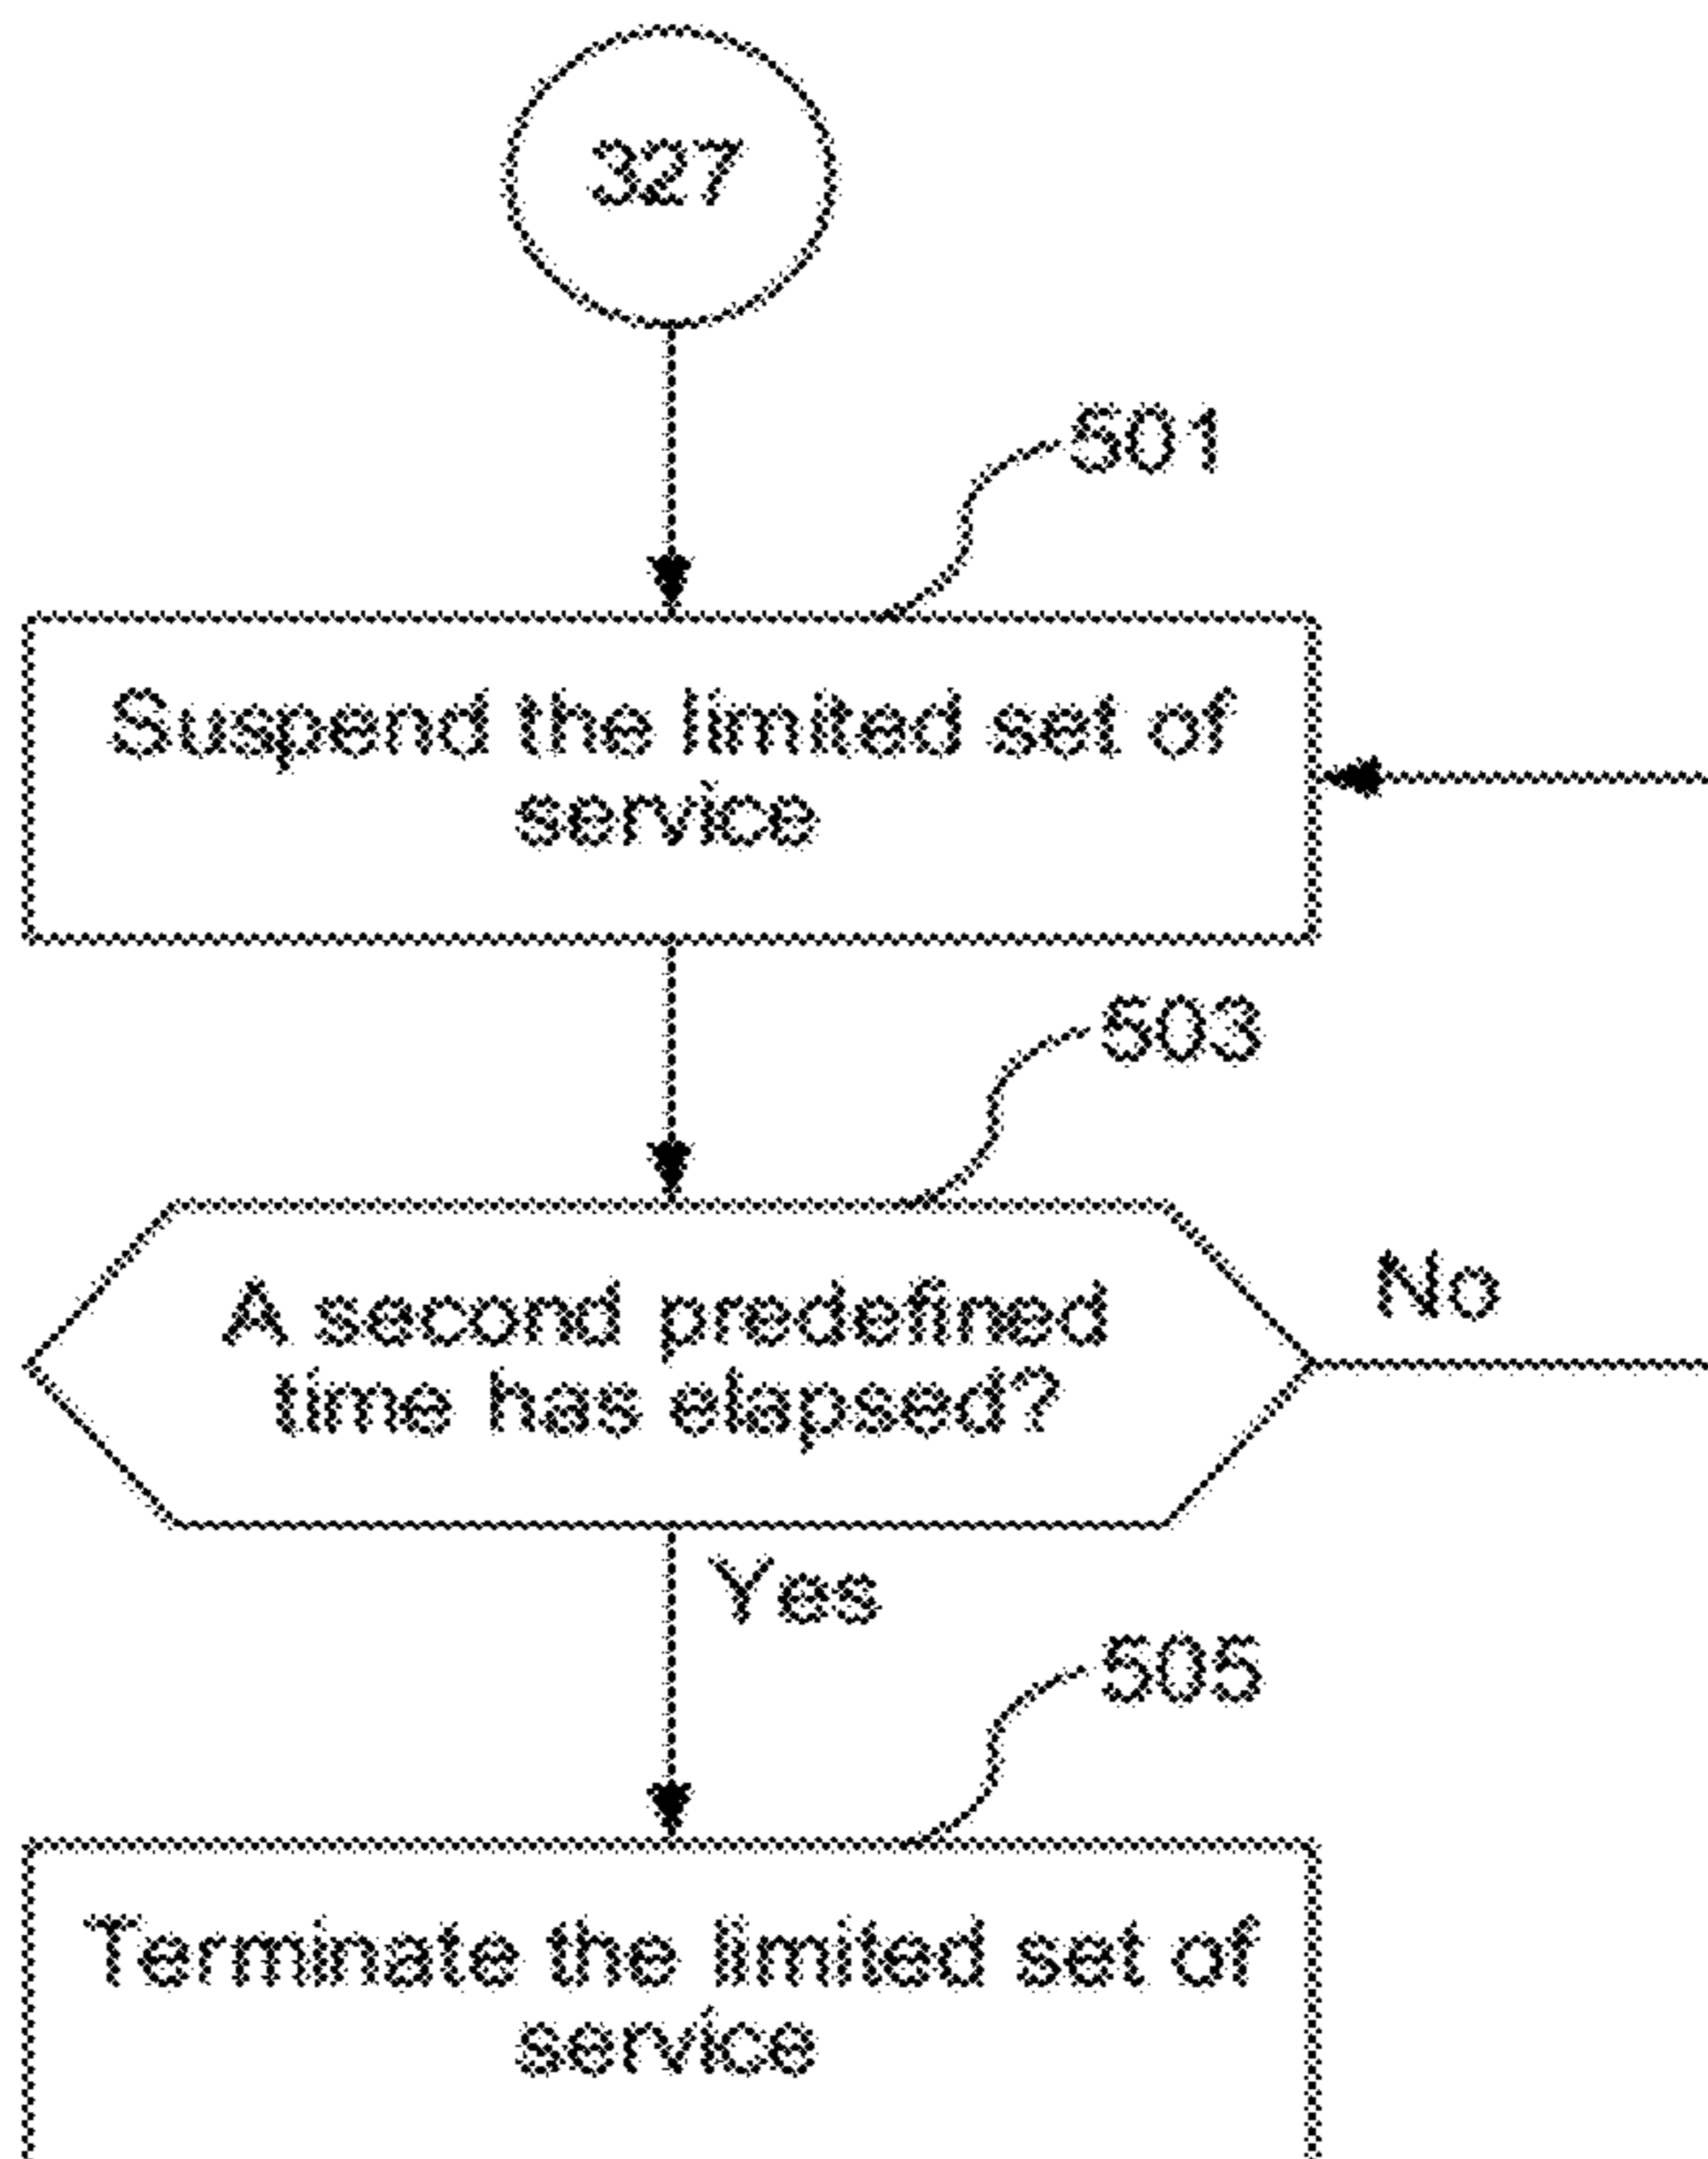 327
501
Suspend the limited set of
service
503
A second predefined
time has elapsed?
No
Yes
505
Terminate the limited set of
service